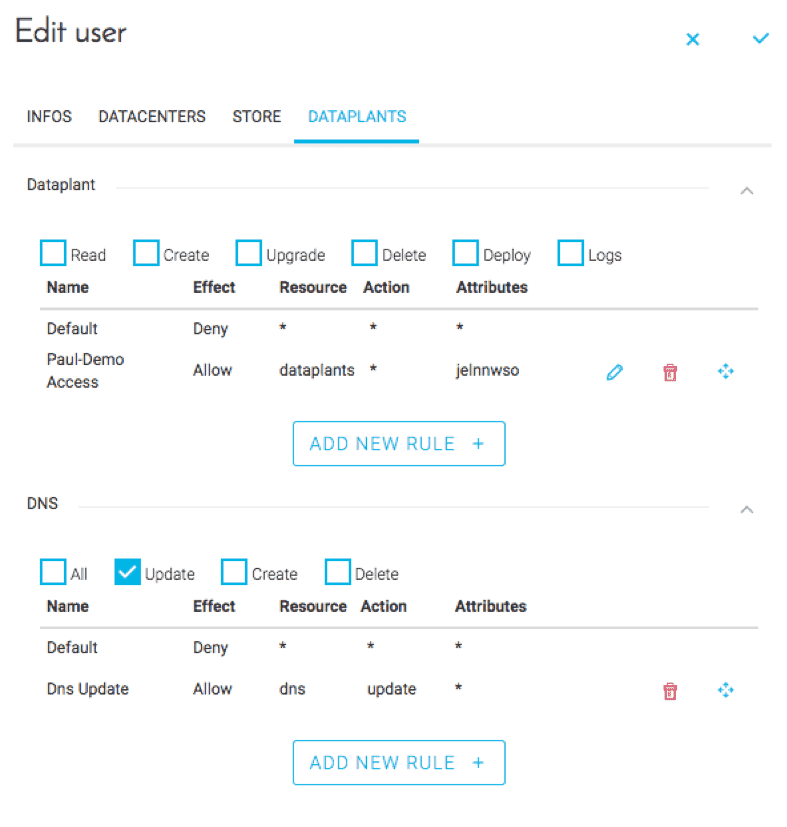 Edit user
INFOS DATACENTERS STORE DATAPLANTS
Dataplant
Read Create Upgrade Delete Deploy Logs
Name Effect Resource Action Attributes
Default Deny * * *
Paul-Demo Access Allow dataplants * jelnnwso
ADD NEW RULE +
DNS
All Update Create Delete
Name Effect Resource Action Attributes
Default Deny * * *
Dns Update Allow dns update *
ADD NEW RULE +